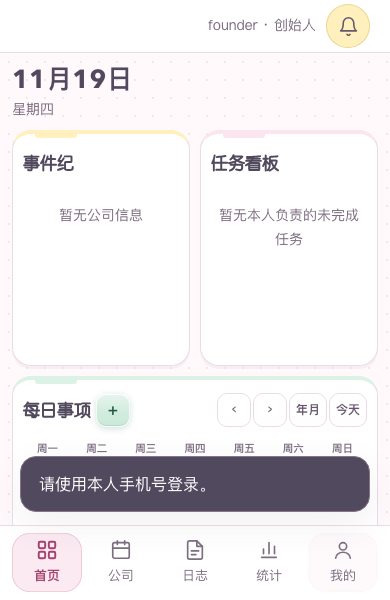 founder · 创始人
11月19日
星期四
事件纪
暂无公司信息
任务看板
暂无本人负责的未完成
任务
每日事项 + ‹ › 年月 今天
周一 周二 周三 周四 周五 周六 周日
请使用本人手机号登录。
首页 公司 日志 统计 我的